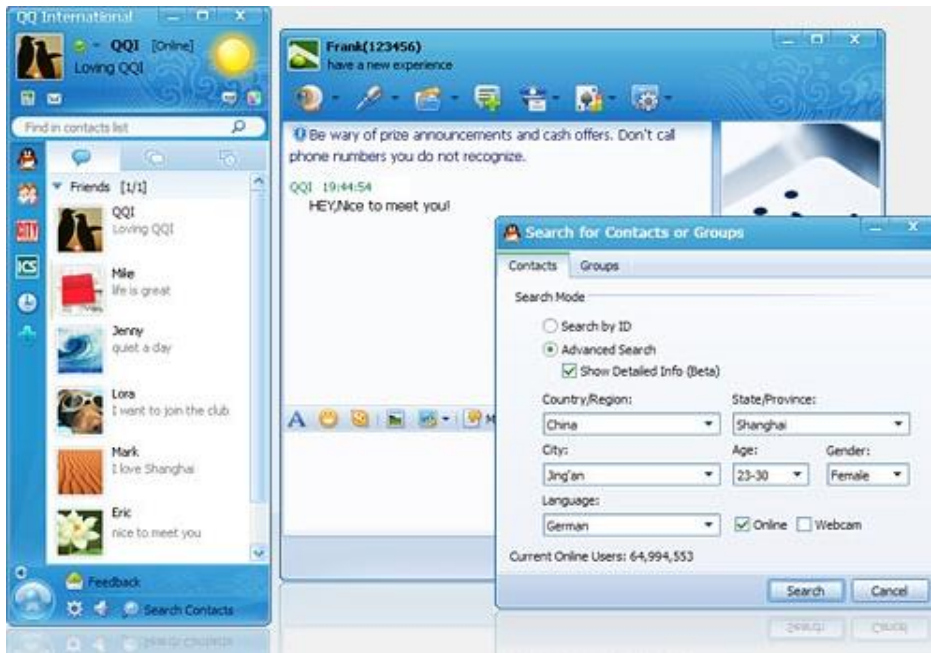 QQ International
QQI [Online]
Loving QQI
Find in contacts list
Friends [1/1]
QQI
Loving QQI
Mike
life is great
Jenny
quiet a day
Lora
I want to join the club
Mark
I love Shanghai
Eric
nice to meet you
Feedback
Search Contacts
CITY
ICS
Frank(123456)
have a new experience
Be wary of prize announcements and cash offers. Don't call
phone numbers you do not recognize.
QQI 19:44:54
HEY,Nice to meet you!
Search for Contacts or Groups
Contacts Groups
Search Mode
Search by ID
Advanced Search
Show Detailed Info (Beta)
Country/Region: State/Province:
China Shanghai
City: Age: Gender:
Jing'an 23-30 Female
Language:
German Online Webcam
Current Online Users: 64,994,553
Search Cancel